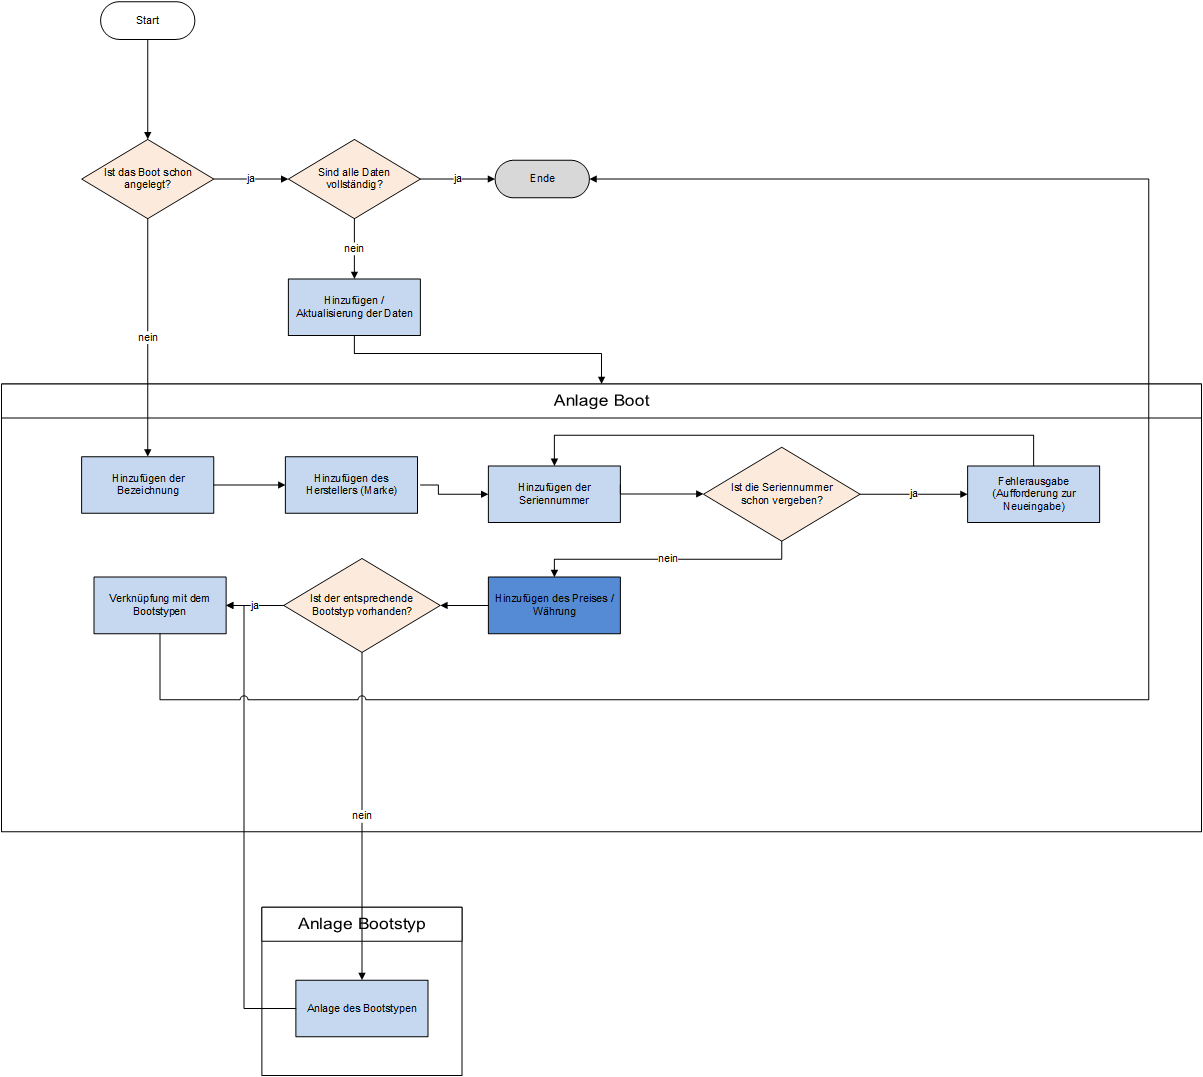 Start
Ist das Boot schon
angelegt?
ja
Sind alle Daten
vollständig?
ja
Ende
nein
Hinzufügen /
Aktualisierung der Daten
nein
Anlage Boot
Hinzufügen der
Bezeichnung
Hinzufügen des
Herstellers (Marke)
Hinzufügen der
Seriennummer
Ist die Seriennummer
schon vergeben?
ja
Fehlerausgabe
(Aufforderung zur
Neueingabe)
nein
Verknüpfung mit dem
Bootstypen
ja
Ist der entsprechende
Bootstyp vorhanden?
Hinzufügen des Preises /
Währung
nein
Anlage Bootstyp
Anlage des Bootstypen